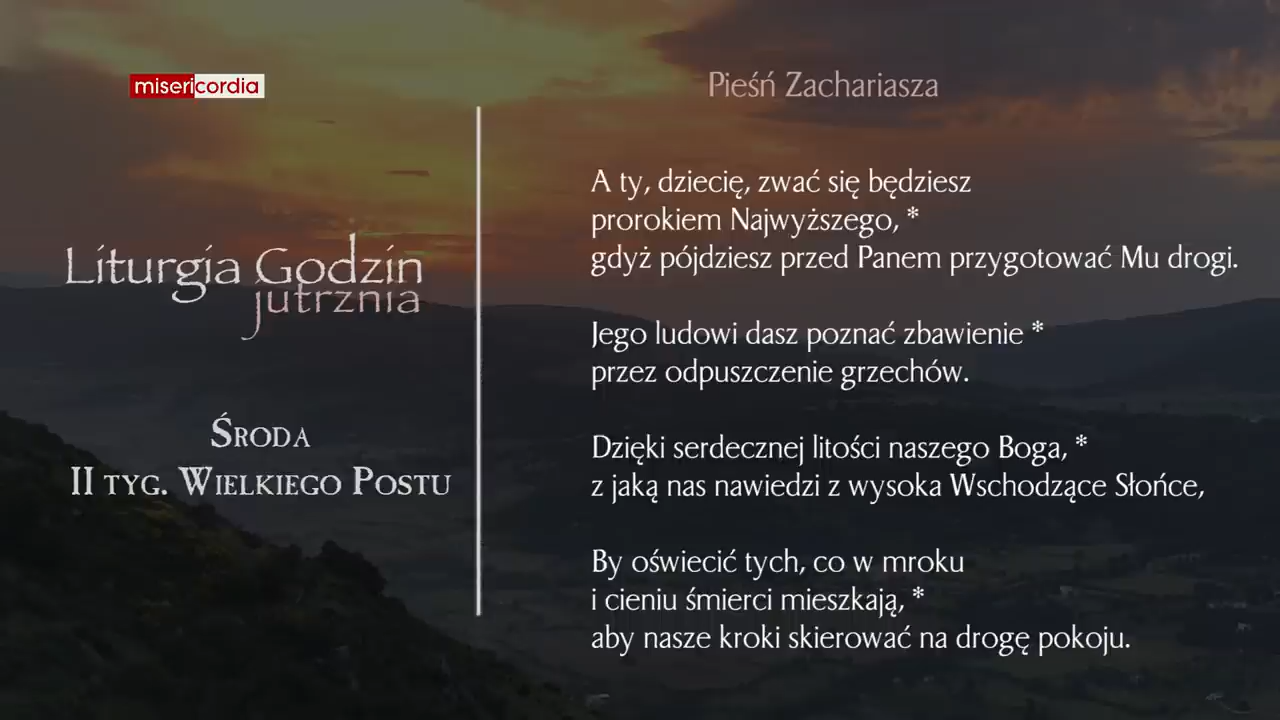 misericordia
Liturgia Godzin
jutrznia
Środa
II tyg. Wielkiego Postu
Pieśń Zachariasza
A ty, dziecię, zwać się będziesz
prorokiem Najwyższego, *
gdyż pójdziesz przed Panem przygotować Mu drogi.
Jego ludowi dasz poznać zbawienie *
przez odpuszczenie grzechów.
Dzięki serdecznej litości naszego Boga, *
z jaką nas nawiedzi z wysoka Wschodzące Słońce,
By oświecić tych, co w mroku
i cieniu śmierci mieszkają, *
aby nasze kroki skierować na drogę pokoju.